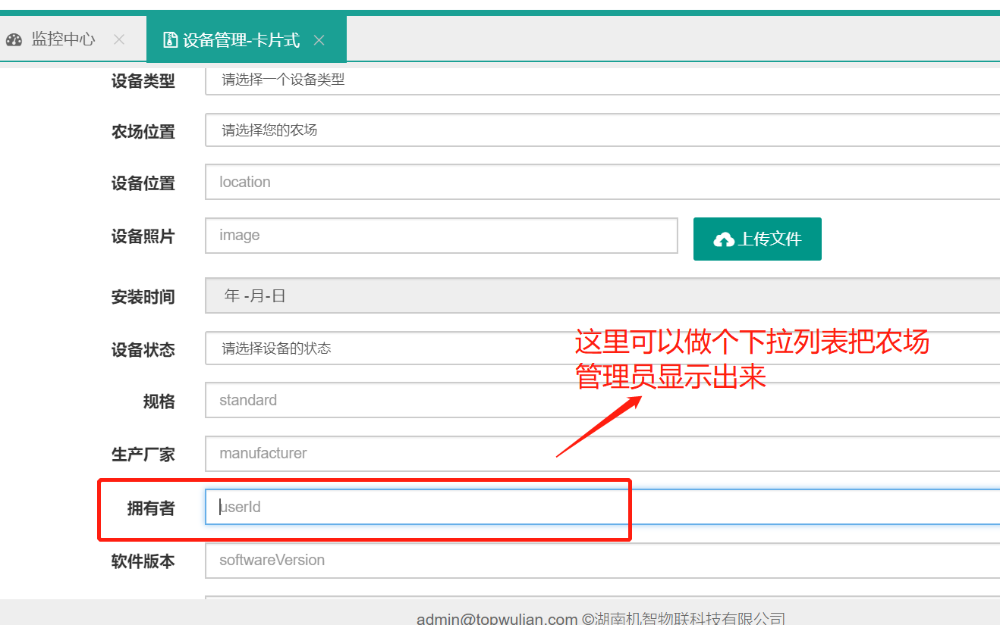 监控中心
设备管理-卡片式
设备类型 请选择一个设备类型
农场位置 请选择您的农场
设备位置 location
设备照片 image 上传文件
安装时间 年 -月-日
设备状态 请选择设备的状态
这里可以做个下拉列表把农场
管理员显示出来
规格 standard
生产厂家 manufacturer
拥有者 userId
软件版本 softwareVersion
admin@topwulian.com ©湖南机智物联科技有限公司